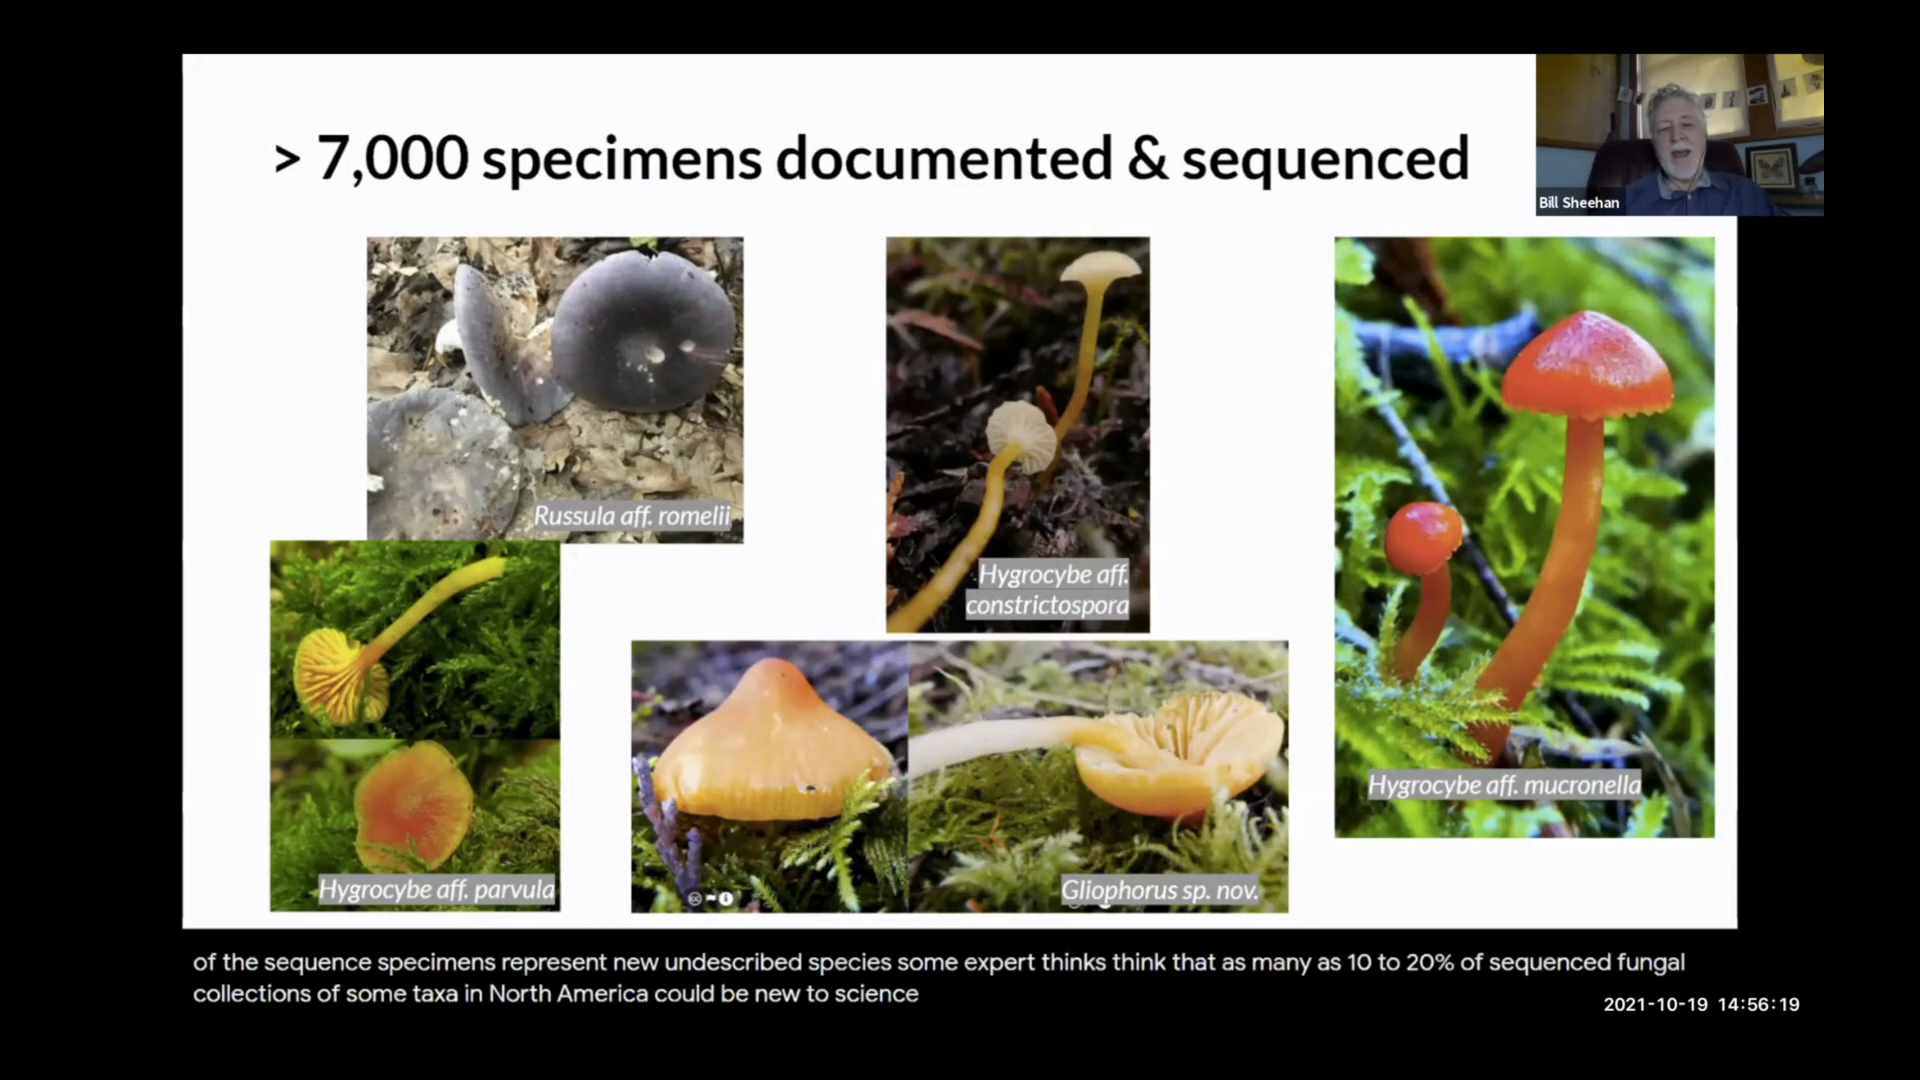 > 7,000 specimens documented & sequenced
Bill Sheehan
Russula aff. romelii
Hygrocybe aff.
constrictospora
Hygrocybe aff. mucronella
Hygrocybe aff. parvula
Gliophorus sp. nov.
of the sequence specimens represent new undescribed species some expert thinks think that as many as 10 to 20% of sequenced fungal
collections of some taxa in North America could be new to science
2021-10-19 14:56:19